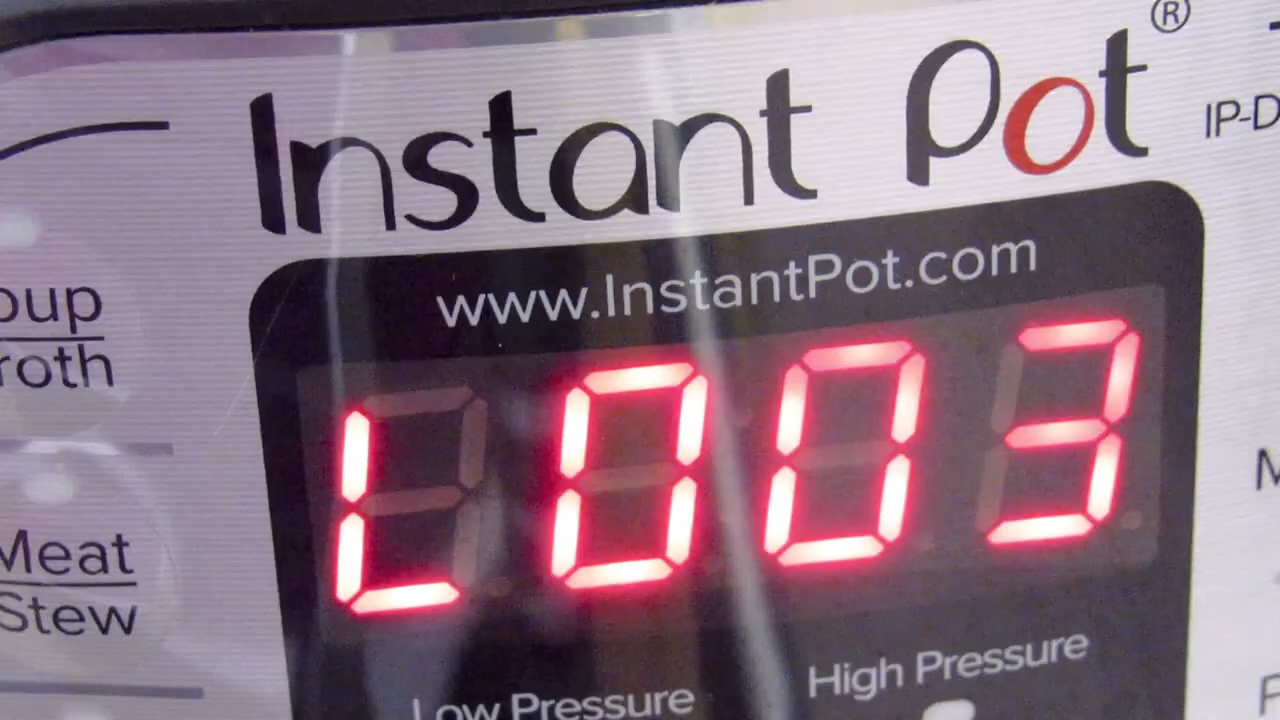 Instant Pot®
IP-D
www.InstantPot.com
L003
oup
roth
Meat
Stew
Low Pressure
High Pressure
M